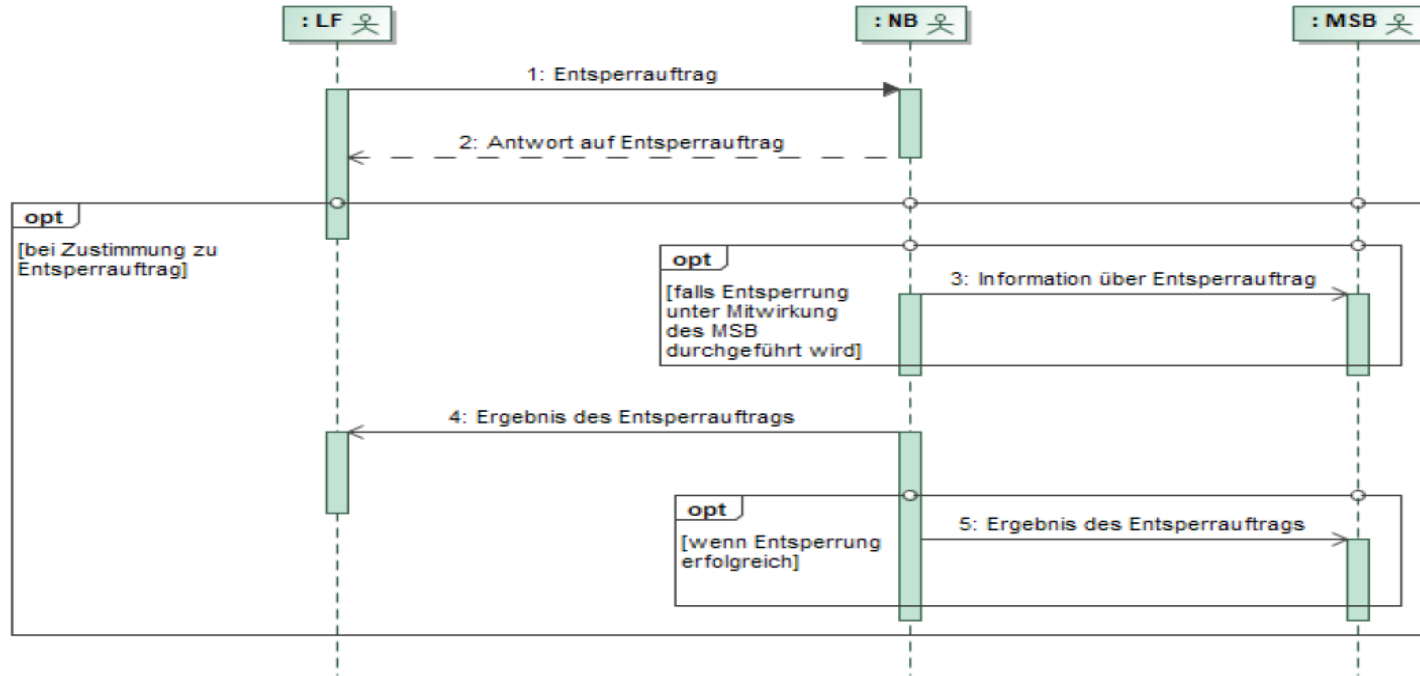 : LF
: NB
: MSB
1: Entsperrauftrag
2: Antwort auf Entsperrauftrag
opt
[bei Zustimmung zu
Entsperrauftrag]
opt
[falls Entsperrung
unter Mitwirkung
des MSB
durchgeführt wird]
3: Information über Entsperrauftrag
4: Ergebnis des Entsperrauftrags
opt
[wenn Entsperrung
erfolgreich]
5: Ergebnis des Entsperrauftrags